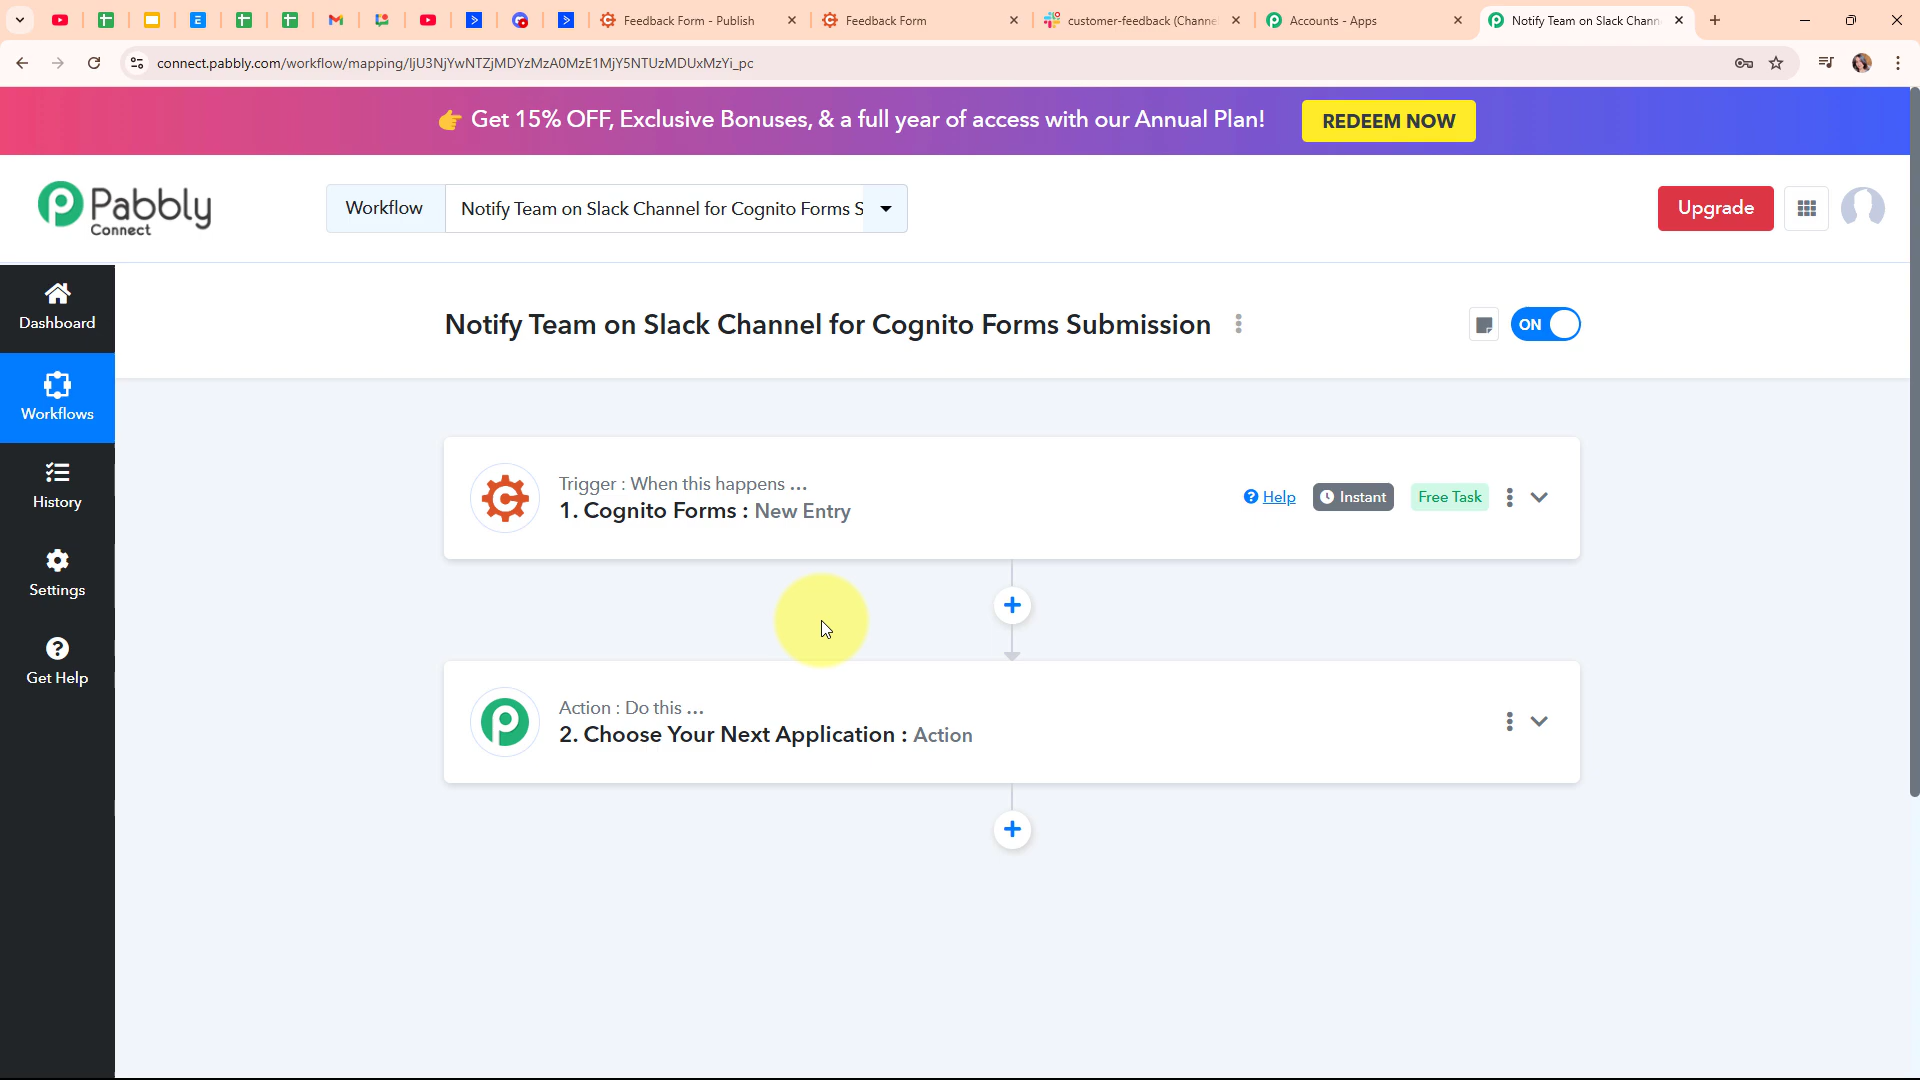 Feedback Form - Publish
Feedback Form
customer-feedback (Channe
Accounts - Apps
Notify Team on Slack Chann
connect.pabbly.com/workflow/mapping/IjU3NjYwNTZjMDYzMzA0MzE1MjY5NTUzMDUxMzYi_pc
👉 Get 15% OFF, Exclusive Bonuses, & a full year of access with our Annual Plan!
REDEEM NOW
Pabbly
Connect
Workflow
Notify Team on Slack Channel for Cognito Forms S
Upgrade
Dashboard
Workflows
History
Settings
Get Help
Notify Team on Slack Channel for Cognito Forms Submission
ON
Trigger : When this happens ...
1. Cognito Forms : New Entry
Help
Instant
Free Task
Action : Do this ...
2. Choose Your Next Application : Action